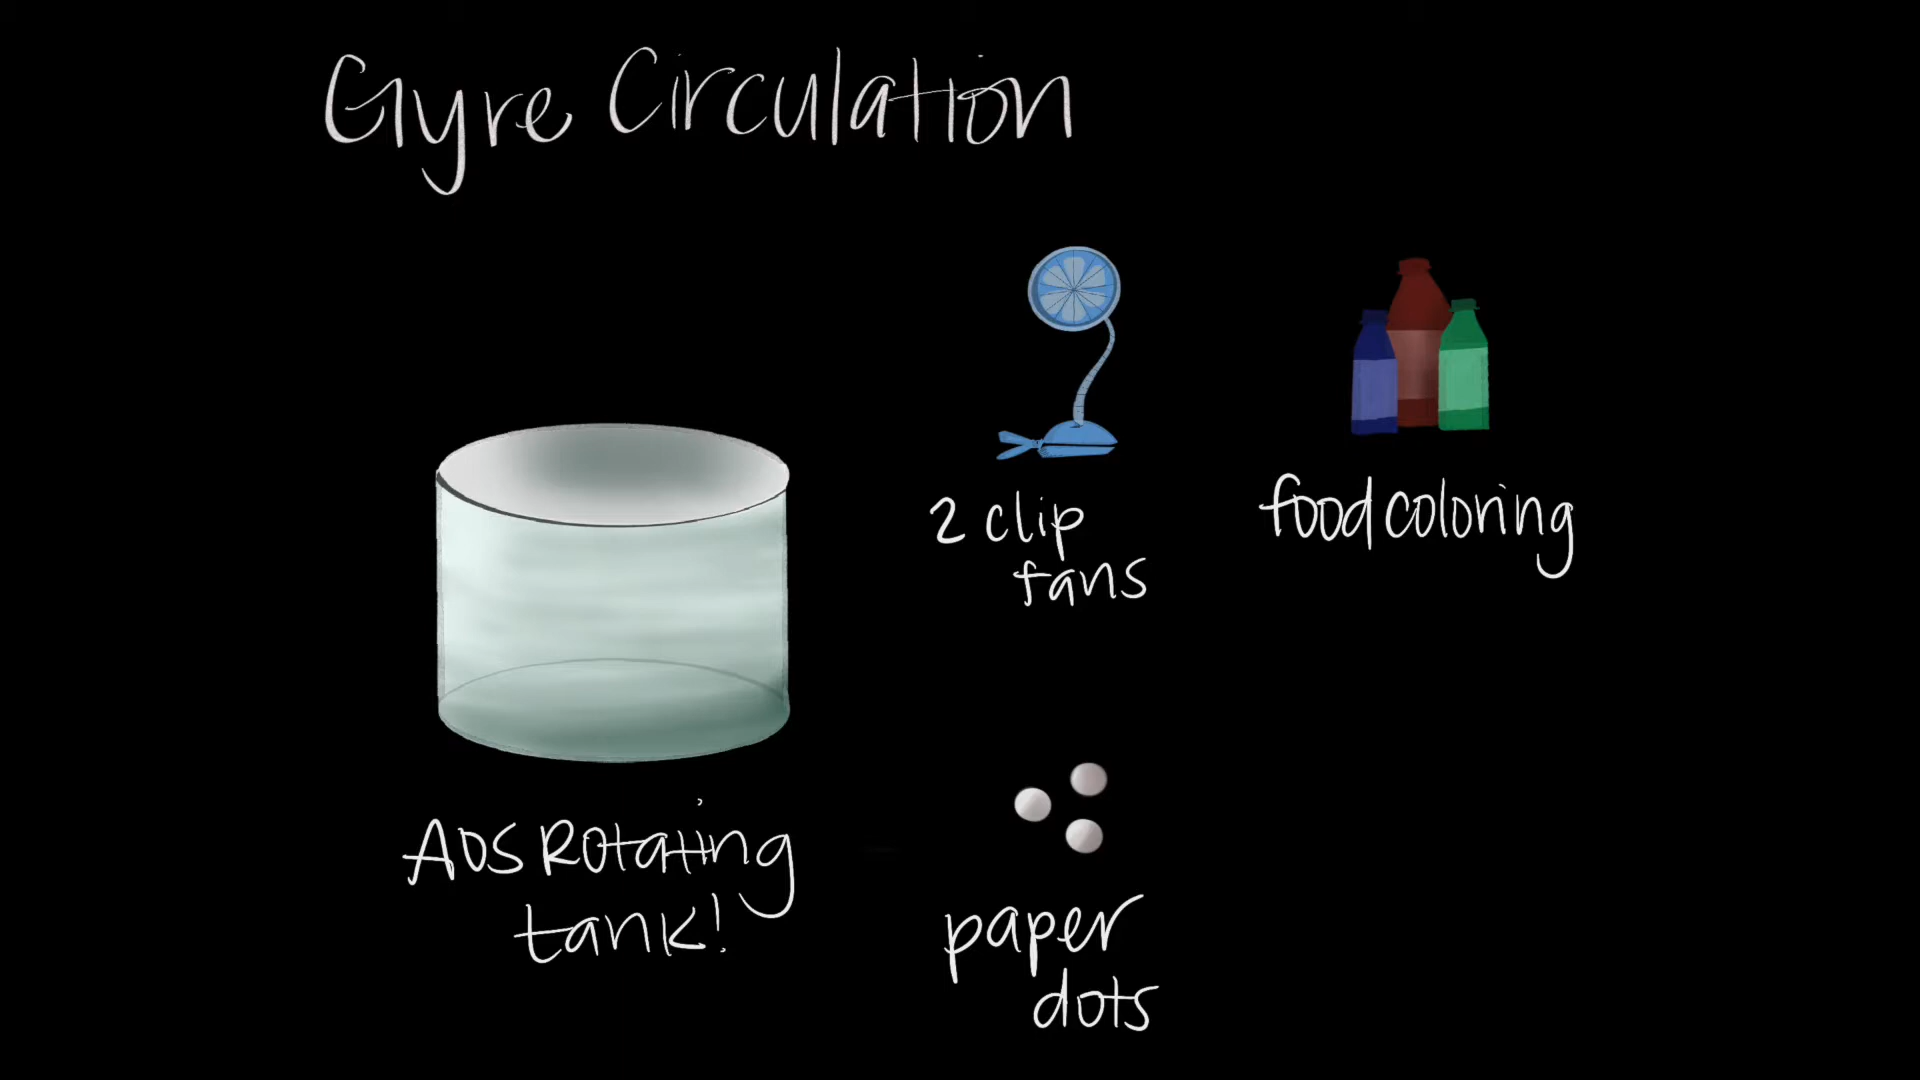 Gyre Circulation
2 clip
fans
food coloring
AOS Rotating
tank!
paper
dots